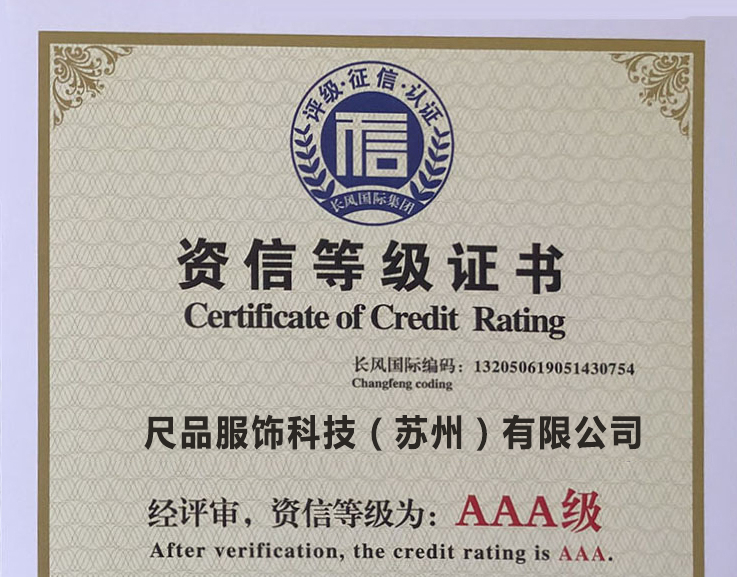 评级·征信·认证
信
长风国际集团
资信等级证书
Certificate of Credit Rating
长风国际编码：132050619051430754
Changfeng coding
尺品服饰科技（苏州）有限公司
经评审，资信等级为：AAA级
After verification, the credit rating is AAA.